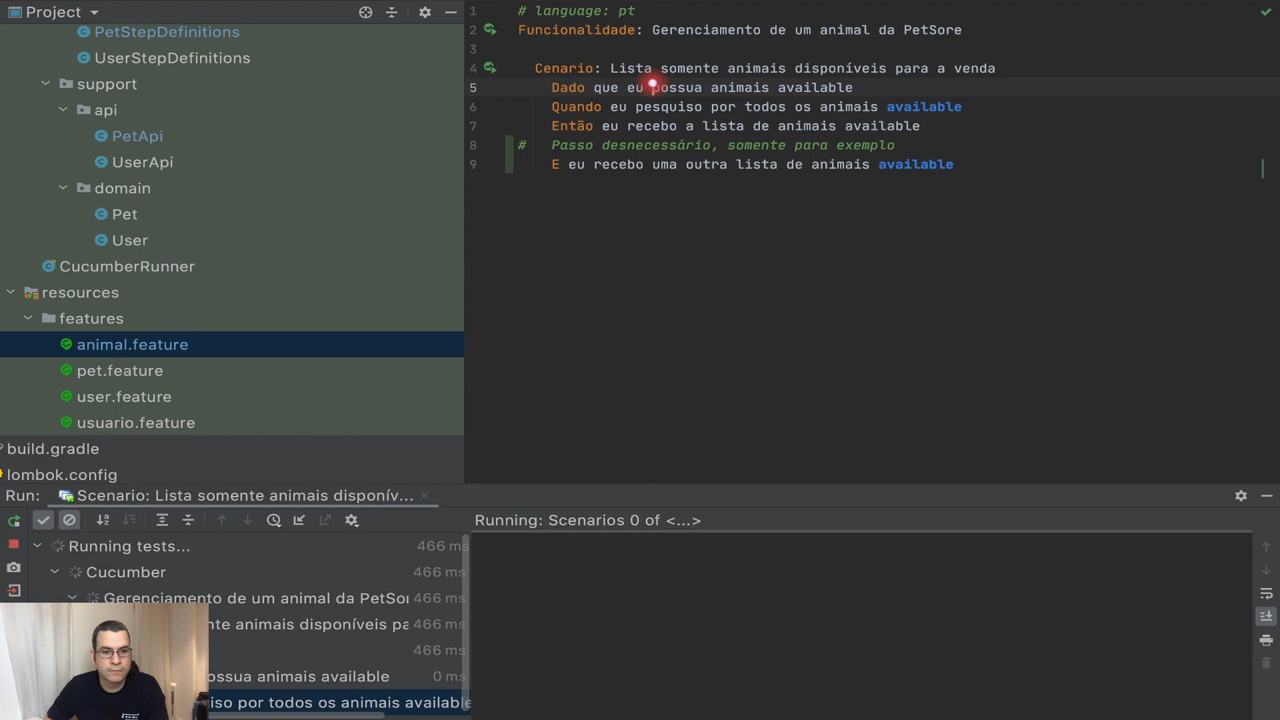 Project
PetStepDefinitions
UserStepDefinitions
support
api
PetApi
UserApi
domain
Pet
User
CucumberRunner
resources
features
animal.feature
pet.feature
user.feature
usuario.feature
build.gradle
lombok.config
1 # language: pt
2 Funcionalidade: Gerenciamento de um animal da PetSore
3
4 Cenario: Lista somente animais disponíveis para a venda
5 Dado que eu possua animais available
6 Quando eu pesquiso por todos os animais available
7 Então eu recebo a lista de animais available
8 # Passo desnecessário, somente para exemplo
9 E eu recebo uma outra lista de animais available
Run: Scenario: Lista somente animais disponív...
Running: Scenarios 0 of <...>
Running tests... 466 ms
Cucumber 466 ms
Gerenciamento de um animal da PetSor 466 ms
nte animais disponíveis pa 466 ms
466 ms
ossua animais available 0 ms
iso por todos os animais available